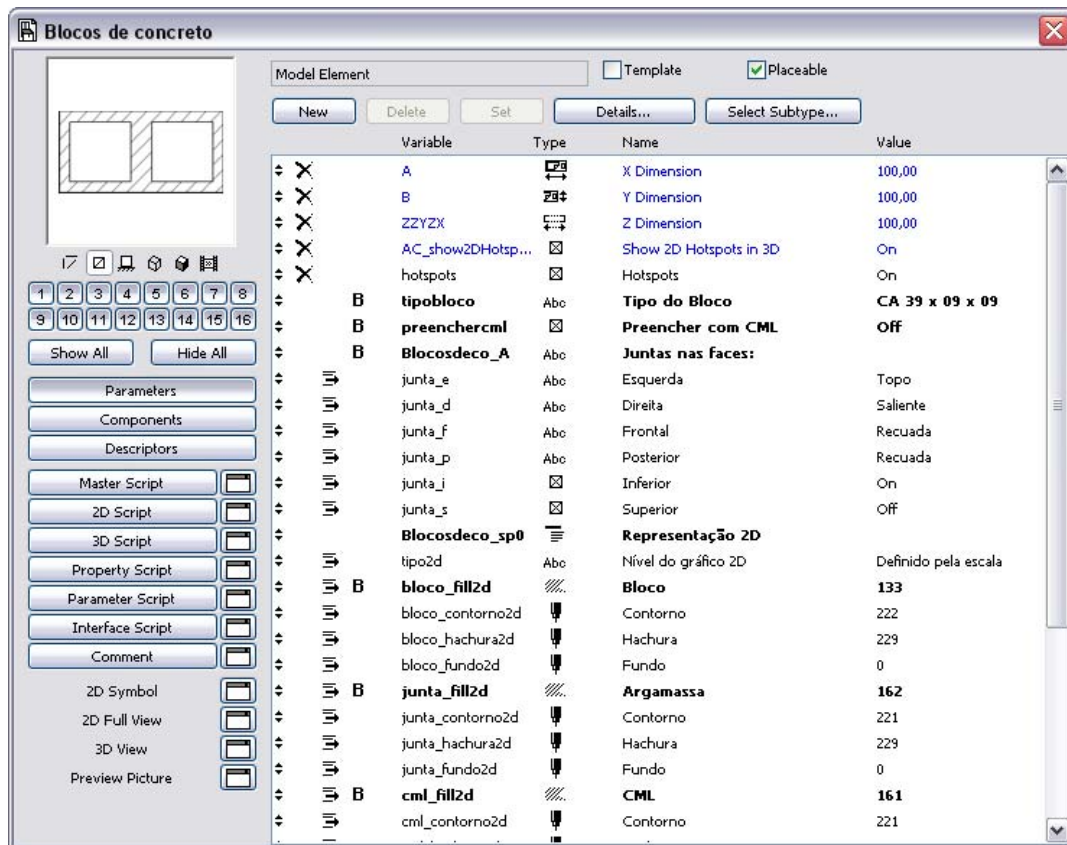 Blocos de concreto
Model Element
Template
Placeable
New
Delete
Set
Details...
Select Subtype...
Variable Type Name Value
A X Dimension 100,00
B Y Dimension 100,00
ZZYZX Z Dimension 100,00
AC_show2DHotsp... Show 2D Hotspots in 3D On
hotspots Hotspots On
B tipobloco Abc Tipo do Bloco CA 39 x 09 x 09
B preenchercml Preencher com CML Off
B Blocosdeco_A Abc Juntas nas faces:
junta_e Abc Esquerda Topo
junta_d Abc Direita Saliente
junta_f Abc Frontal Recuada
junta_p Abc Posterior Recuada
junta_i Inferior On
junta_s Superior Off
Blocosdeco_sp0 Representação 2D
tipo2d Abc Nível do gráfico 2D Definido pela escala
B bloco_fill2d Bloco 133
bloco_contorno2d Contorno 222
bloco_hachura2d Hachura 229
bloco_fundo2d Fundo 0
B junta_fill2d Argamassa 162
junta_contorno2d Contorno 221
junta_hachura2d Hachura 229
junta_fundo2d Fundo 0
B cml_fill2d CML 161
cml_contorno2d Contorno 221
1 2 3 4 5 6 7 8
9 10 11 12 13 14 15 16
Show All
Hide All
Parameters
Components
Descriptors
Master Script
2D Script
3D Script
Property Script
Parameter Script
Interface Script
Comment
2D Symbol
2D Full View
3D View
Preview Picture